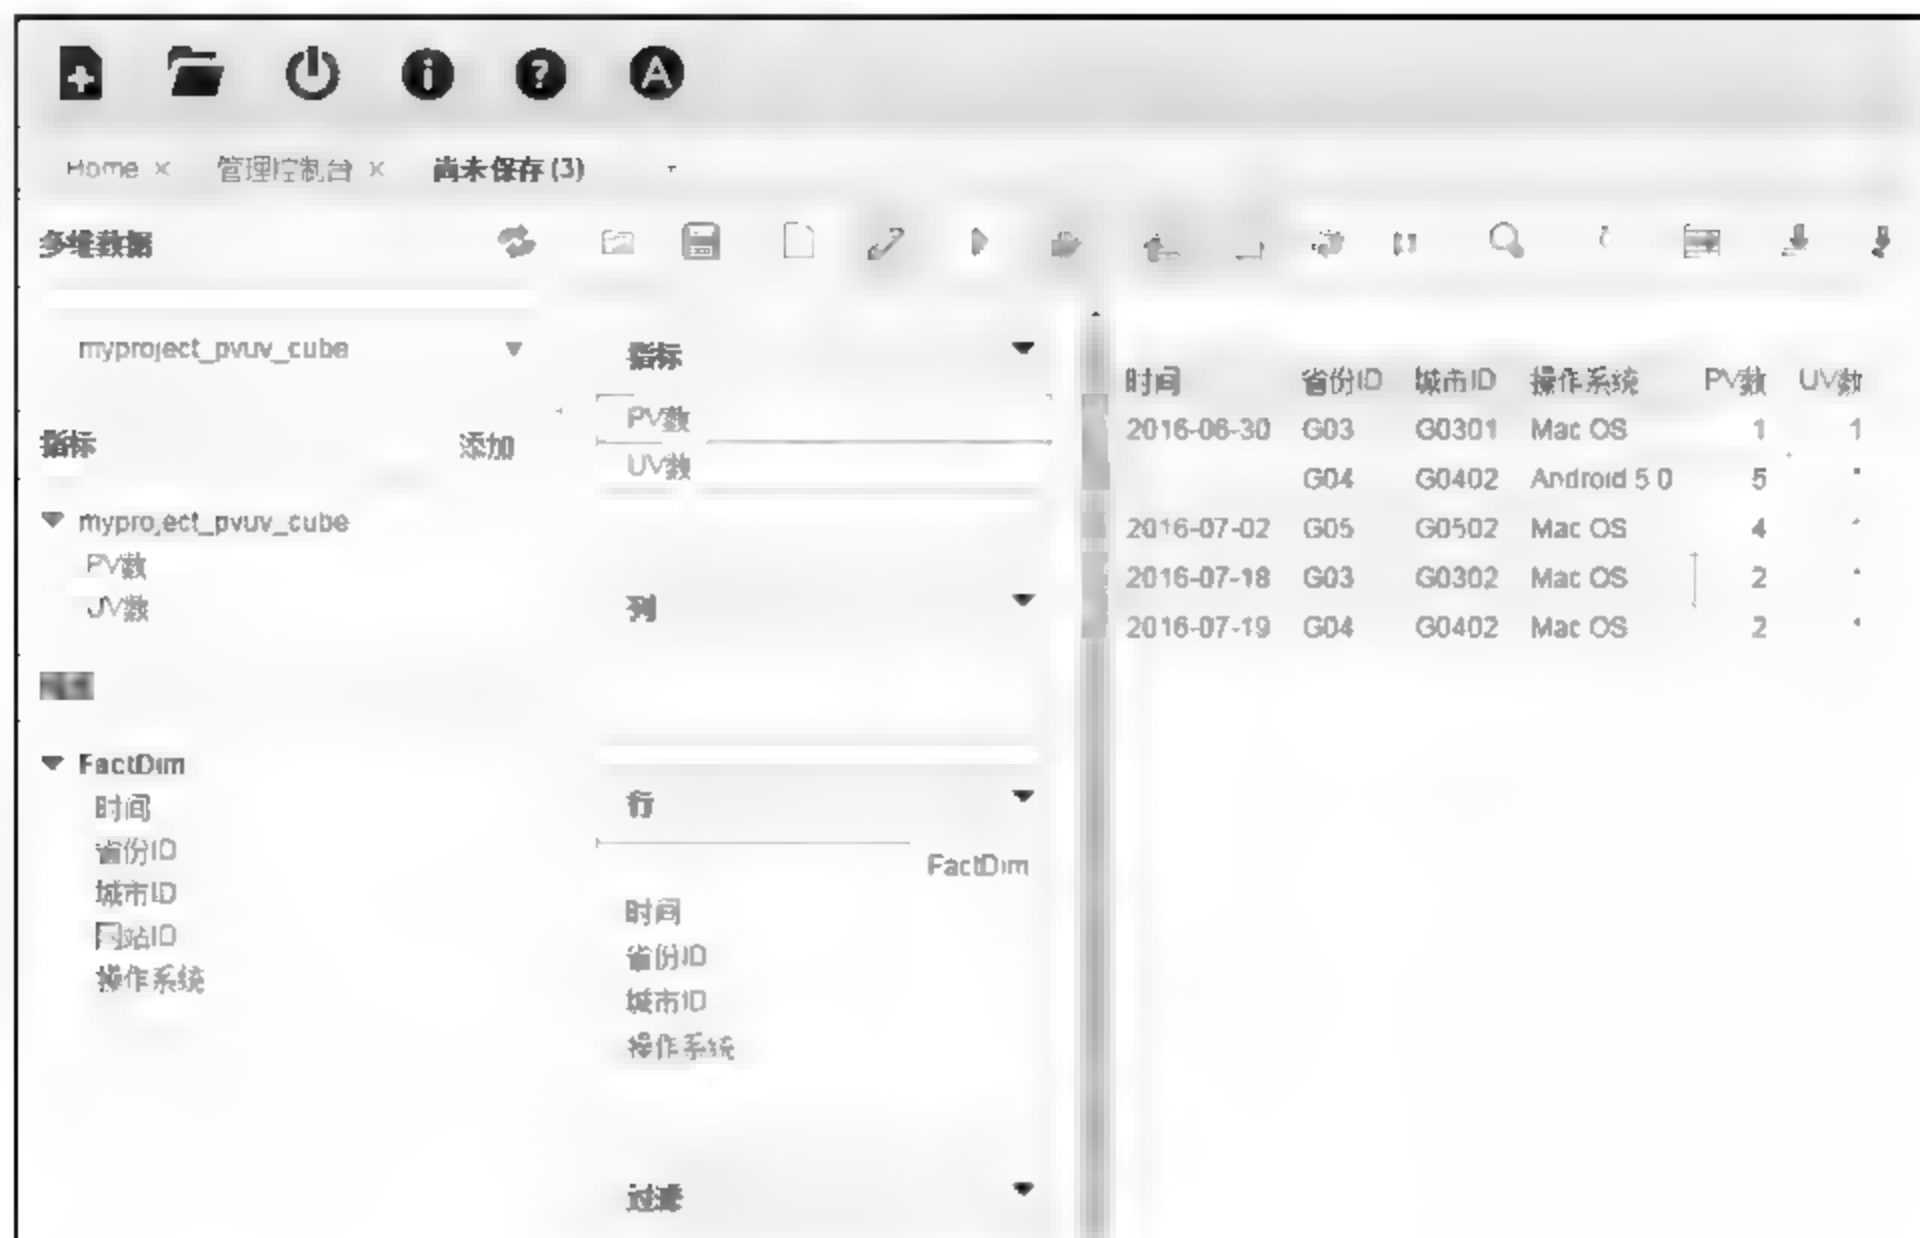 Home × 管理控制台 × 尚未保存 (3)
多维数据
myproject_pvuv_cube
指标 添加
myproject_pvuv_cube
PV数
UV数
FactDim
时间
省份ID
城市ID
网站ID
操作系统
指标
PV数
UV数
列
行
FactDim
时间
省份ID
城市ID
操作系统
过滤
时间 省份ID 城市ID 操作系统 PV数 UV数
2016-06-30 G03 G0301 Mac OS 1 1
G04 G0402 Android 5.0 5
2016-07-02 G05 G0502 Mac OS 4
2016-07-18 G03 G0302 Mac OS 2
2016-07-19 G04 G0402 Mac OS 2